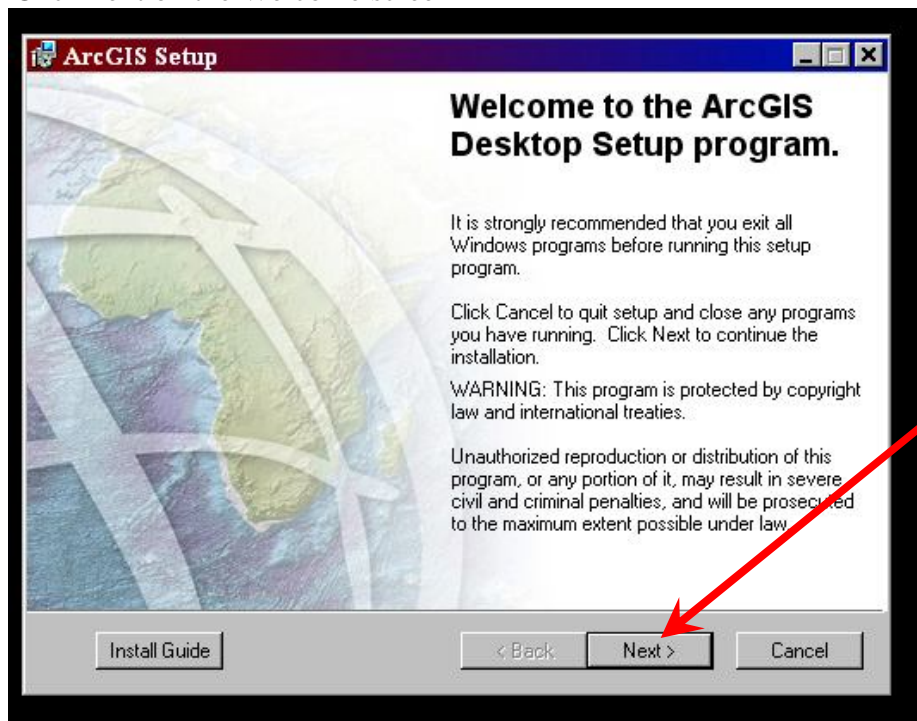 ArcGIS Setup
Welcome to the ArcGIS
Desktop Setup program.
It is strongly recommended that you exit all
Windows programs before running this setup
program.
Click Cancel to quit setup and close any programs
you have running. Click Next to continue the
installation.
WARNING: This program is protected by copyright
law and international treaties.
Unauthorized reproduction or distribution of this
program, or any portion of it, may result in severe
civil and criminal penalties, and will be prosecuted
to the maximum extent possible under law.
Install Guide
< Back
Next >
Cancel